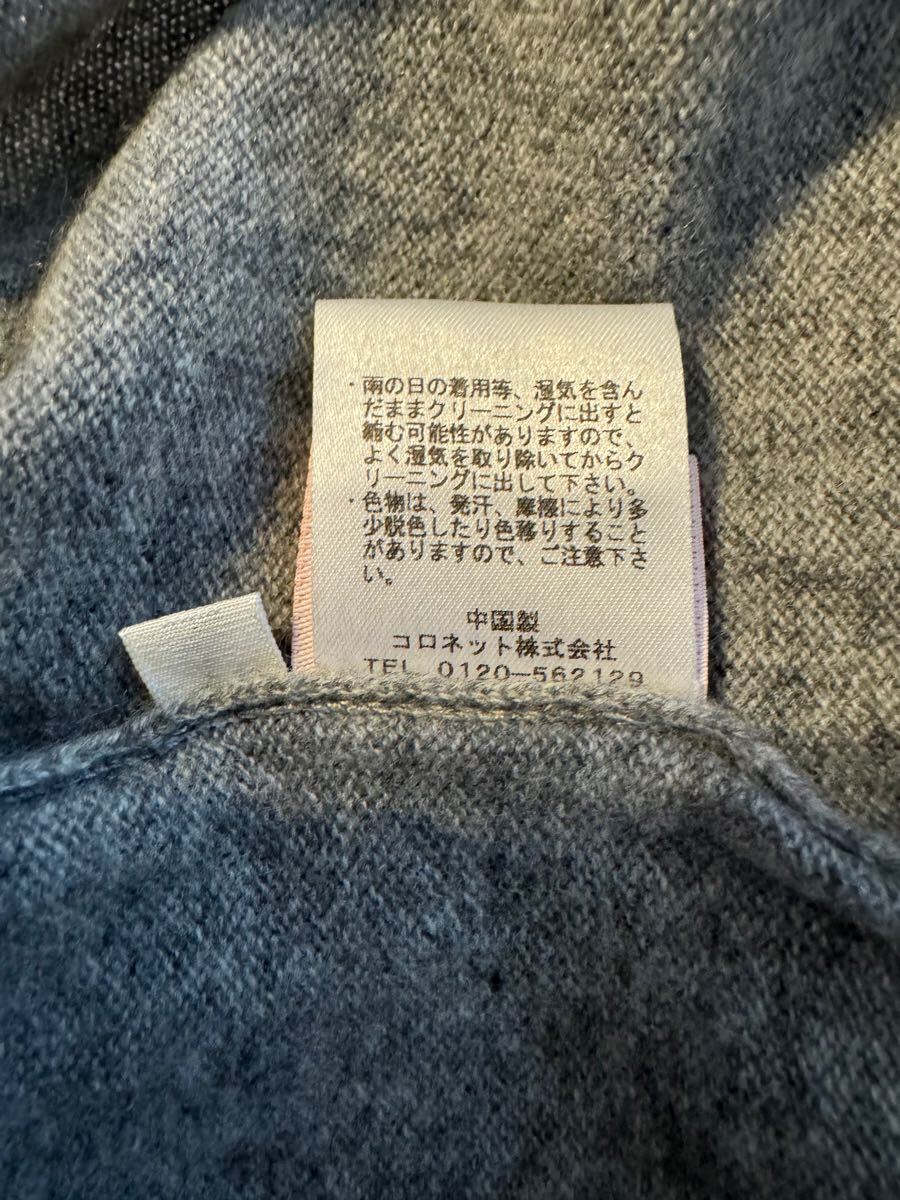 ・雨の日の着用等、湿気を含ん
だままクリーニングに出すと
縮む可能性がありますので、
よく湿気を取り除いてからク
リーニングに出して下さい。
・色物は、発汗、摩擦により多
少脱色したり色移りすること
がありますので、ご注意下さ
い。
中国製
コロネット株式会社
TEL 0120―562129